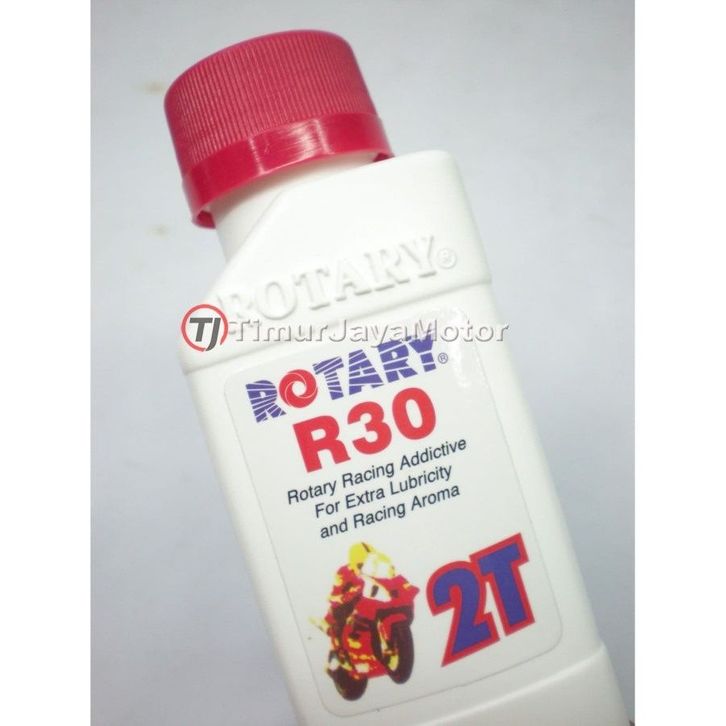 ROTARY®
TJ TimurJayaMotor
ROTARY®
R30
Rotary Racing Addictive
For Extra Lubricity
and Racing Aroma
2T